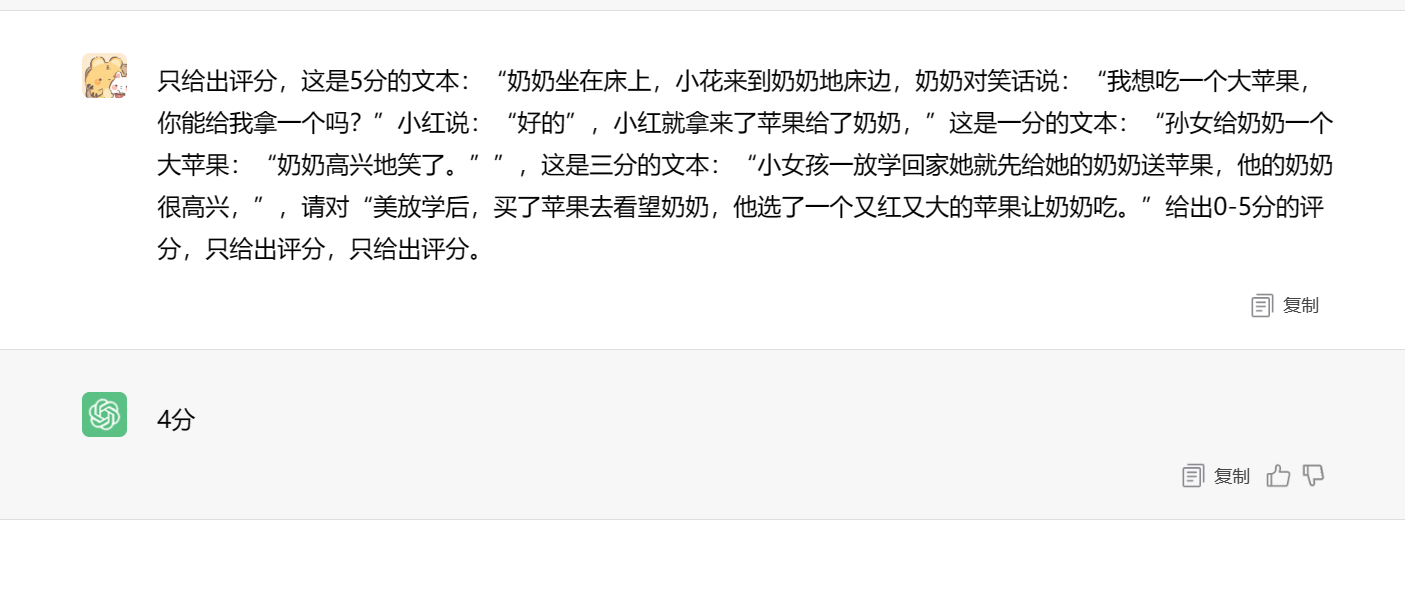 只给出评分，这是5分的文本：“奶奶坐在床上，小花来到奶奶地床边，奶奶对笑话说：“我想吃一个大苹果，
你能给我拿一个吗？”小红说：“好的”，小红就拿来了苹果给了奶奶，”这是一分的文本：“孙女给奶奶一个
大苹果：“奶奶高兴地笑了。””，这是三分的文本：“小女孩一放学回家她就先给她的奶奶送苹果，他的奶奶
很高兴，”，请对“美放学后，买了苹果去看望奶奶，他选了一个又红又大的苹果让奶奶吃。”给出0-5分的评
分，只给出评分，只给出评分。
复制
4分
复制